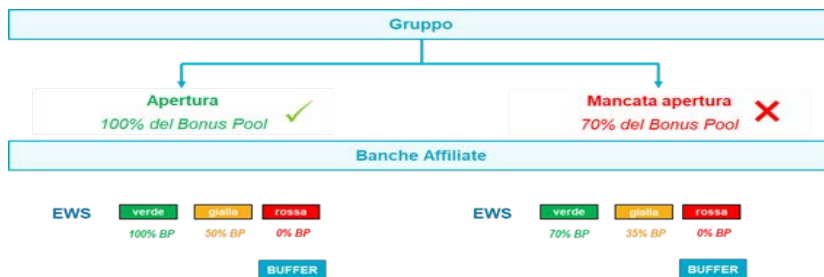 Gruppo
Apertura
100% del Bonus Pool
Mancata apertura
70% del Bonus Pool
Banche Affiliate
EWS verde gialla rossa
100% BP 50% BP 0% BP
BUFFER
EWS verde gialla rossa
70% BP 35% BP 0% BP
BUFFER